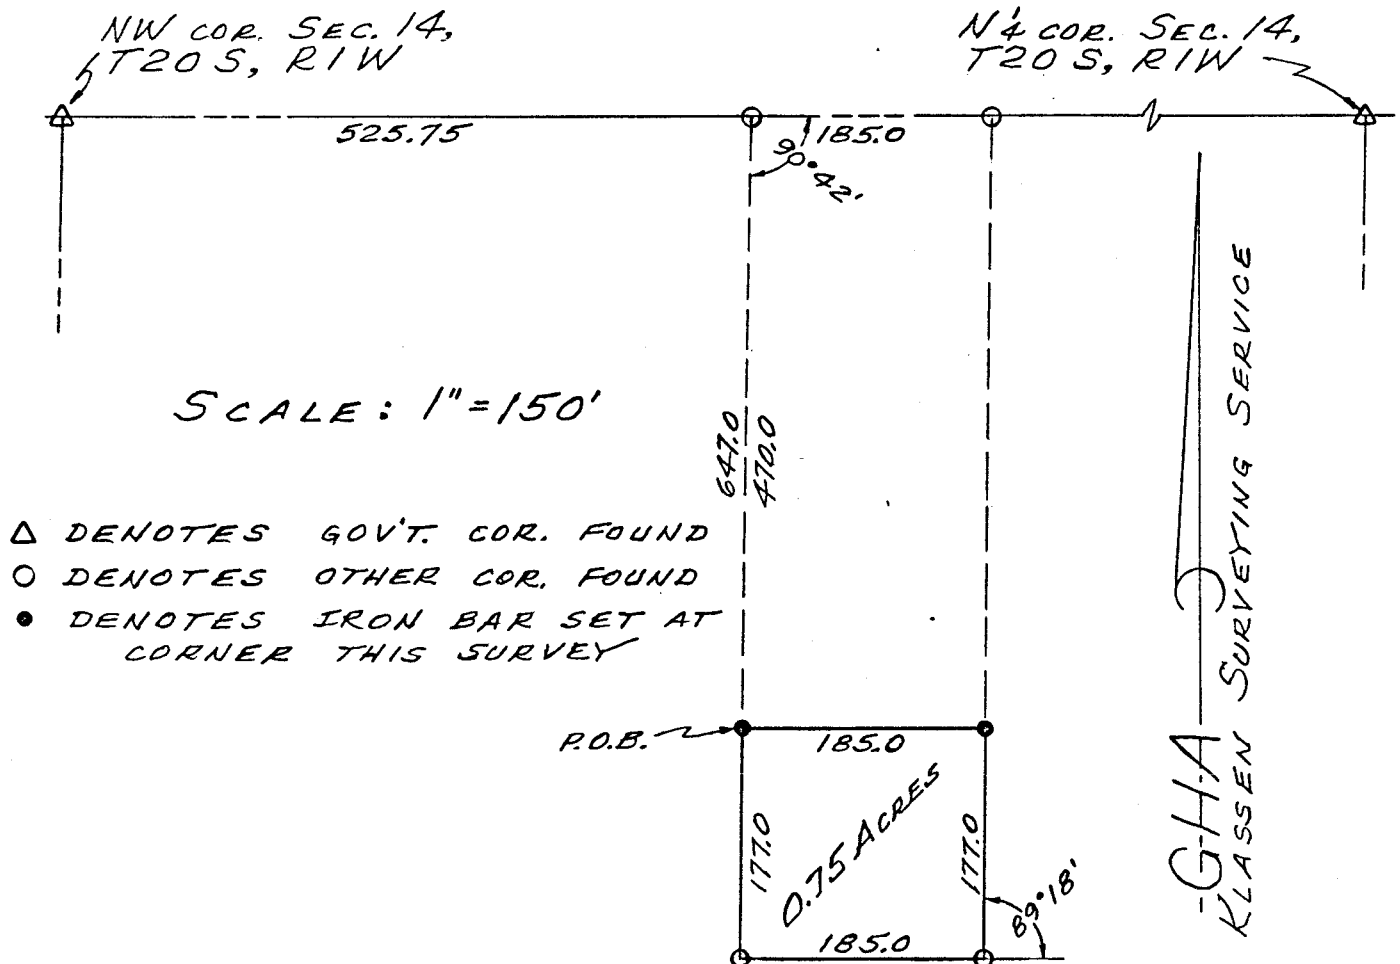 NW COR. SEC. 14,
T20 S, R1W
N¼ COR. SEC. 14,
T20 S, R1W
525.75
185.0
90°42'
SCALE: 1"=150'
647.0
470.0
△ DENOTES GOV'T. COR. FOUND
○ DENOTES OTHER COR. FOUND
● DENOTES IRON BAR SET AT
CORNER THIS SURVEY
P.O.B.
185.0
177.0
0.75 ACRES
177.0
89°18'
185.0
GHA
KLASSEN SURVEYING SERVICE